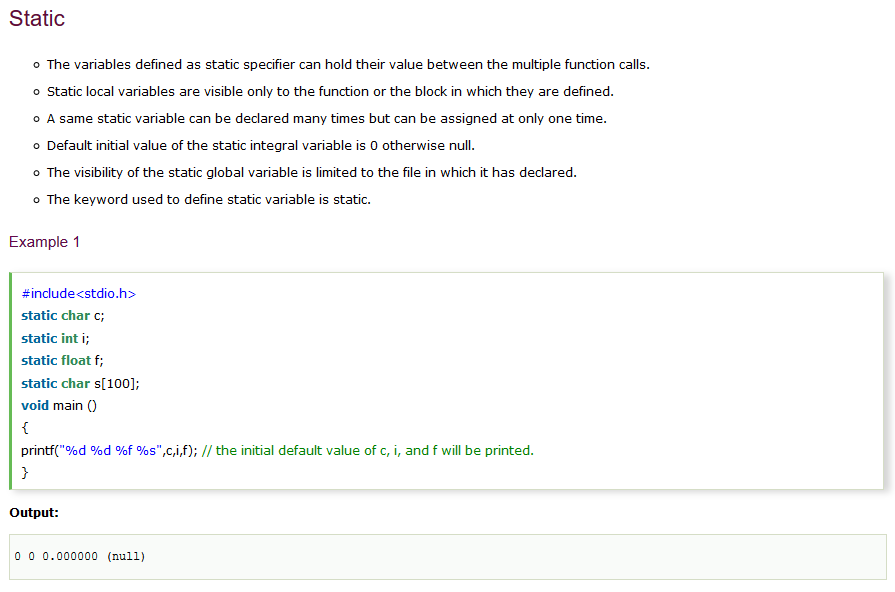 Static
The variables defined as static specifier can hold their value between the multiple function calls.
Static local variables are visible only to the function or the block in which they are defined.
A same static variable can be declared many times but can be assigned at only one time.
Default initial value of the static integral variable is 0 otherwise null.
The visibility of the static global variable is limited to the file in which it has declared.
The keyword used to define static variable is static.
Example 1
#include<stdio.h>
static char c;
static int i;
static float f;
static char s[100];
void main ()
{
printf("%d %d %f %s",c,i,f); // the initial default value of c, i, and f will be printed.
}
Output:
0 0 0.000000 (null)